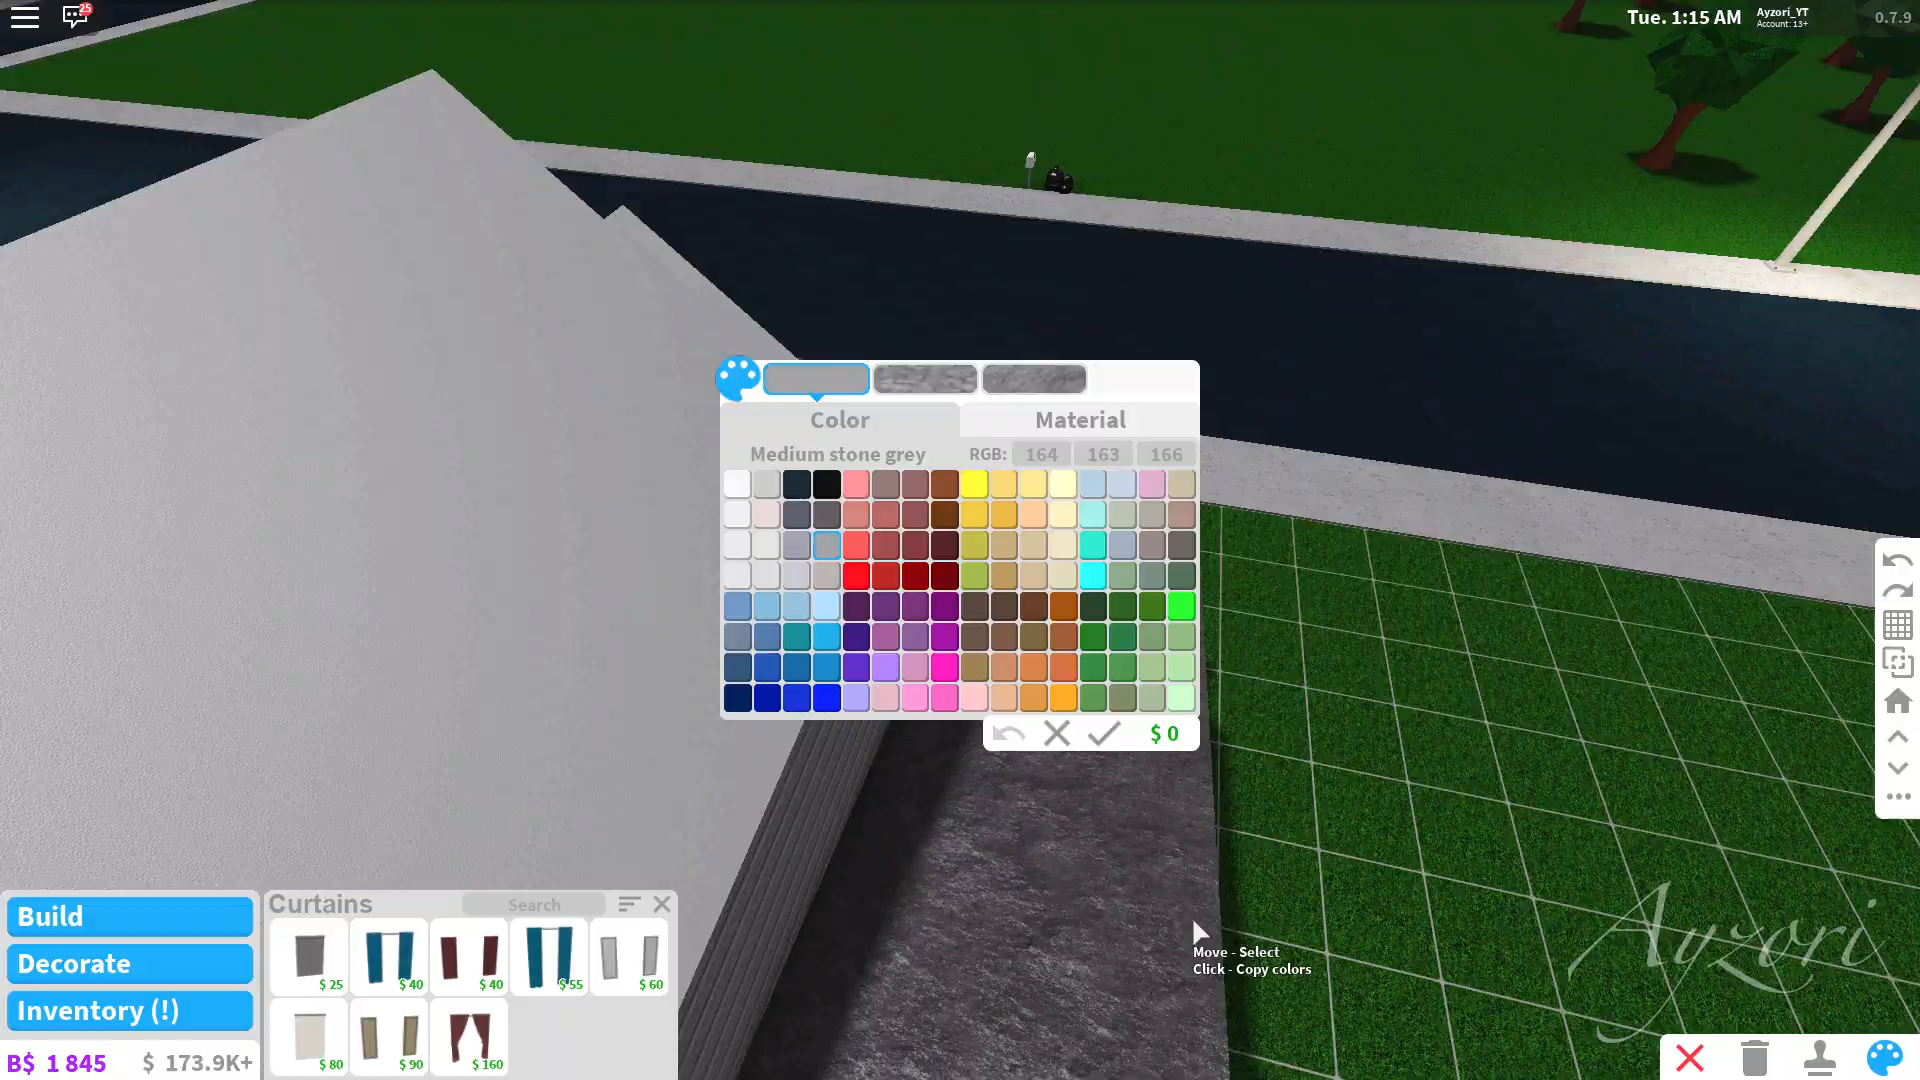 25
Tue. 1:15 AM
Ayzori_YT
Account: 13+
0.7.9
Color
Material
Medium stone grey
RGB: 164 163 166
$ 0
Build
Decorate
Inventory (!)
B$ 1 845
$ 173.9K+
Curtains
Search
$ 25
$ 40
$ 40
$ 55
$ 60
$ 80
$ 90
$ 160
Move - Select
Click - Copy colors
Ayzori